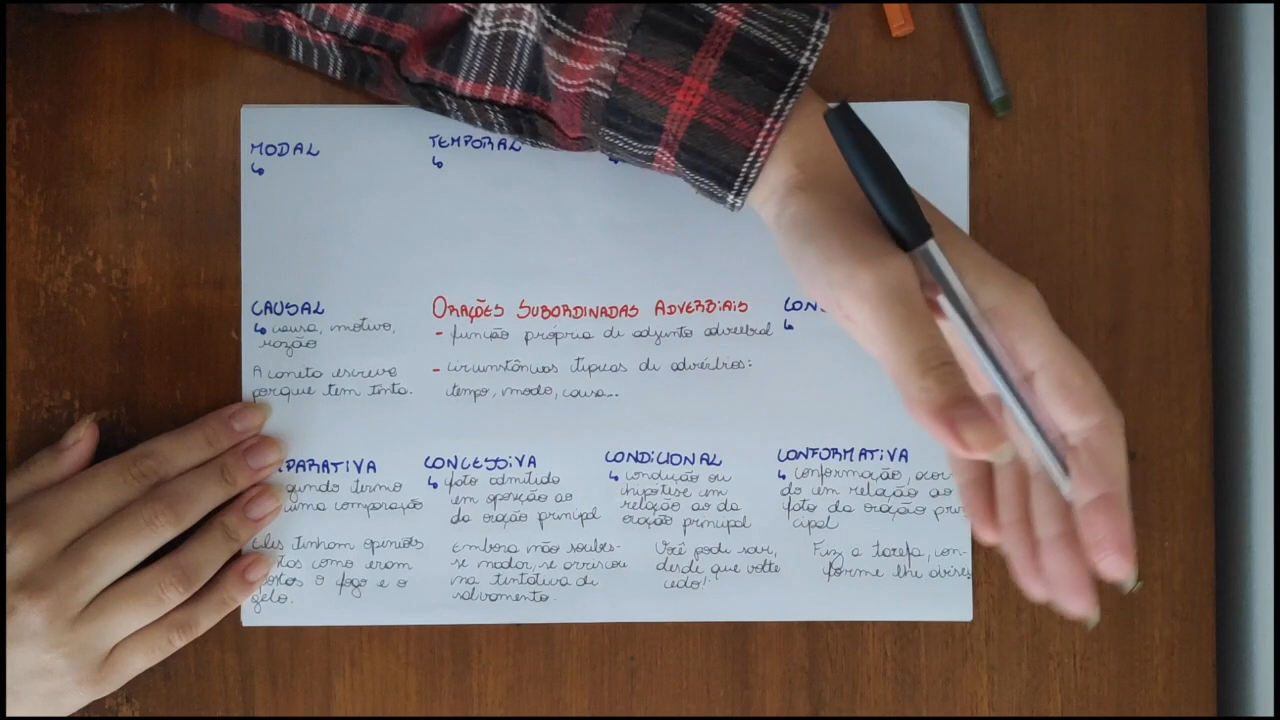 MODAL
TEMPORAL
CAUSAL
causa, motivo,
razão
A caneta escreve
porque tem tinta.
ORAÇÕES SUBORDINADAS ADVERBIAIS
- função própria de adjunto adverbial
- circunstâncias típicas de advérbios:
tempo, modo, causa...
CON
PARATIVA
gundo termo
uma comparação
Eles tinham opiniões
como eram
o fogo e o
gelo.
CONCESSIVA
fato admitido
em oposição ao
da oração principal
Embora não soubes-
se nadar, se arriscou
na tentativa de
salvamento.
CONDICIONAL
condição ou
hipótese em
relação ao da
oração principal
Você pode sair,
desde que volte
cedo!
CONFORMATIVA
conformação, acor-
do em relação ao
fato da oração prin
cipal
Fiz a tarefa, con-
forme lhe avisei